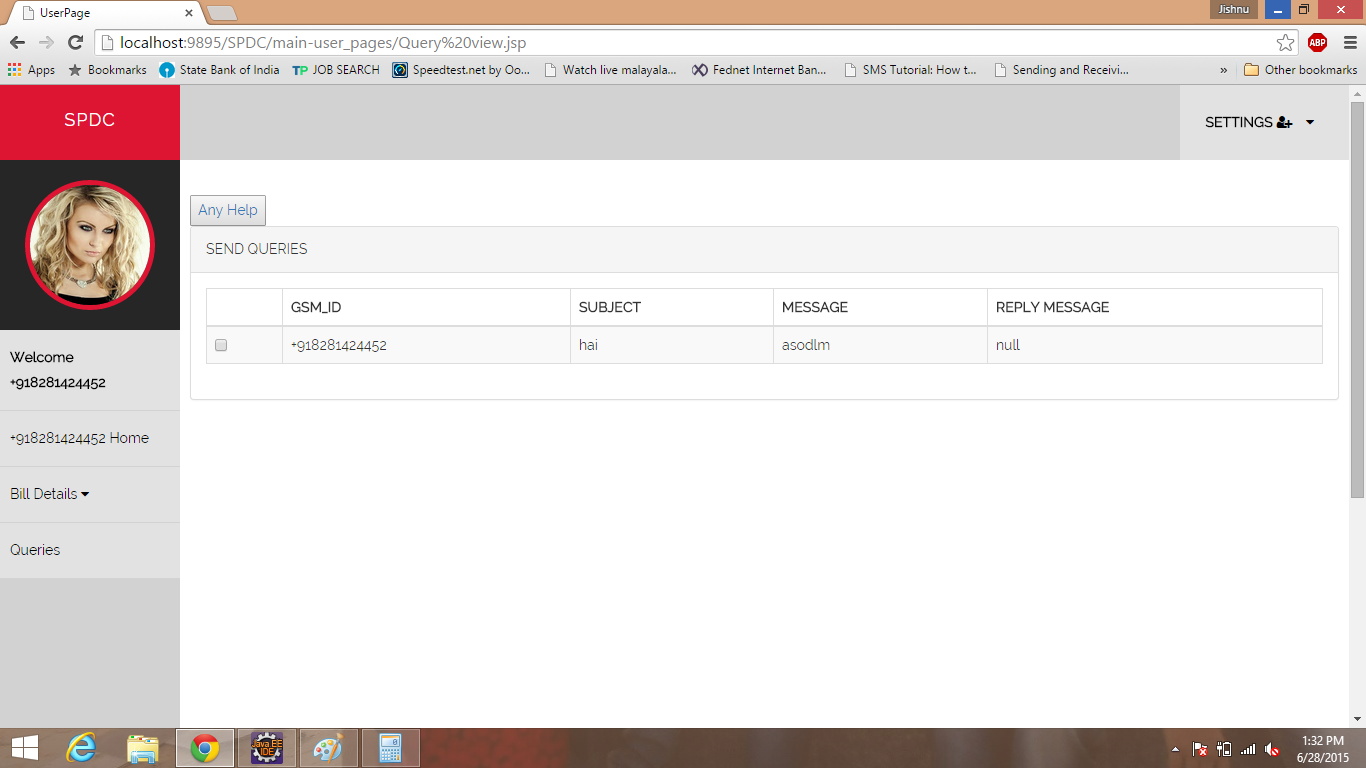 UserPage
Jishnu
localhost:9895/SPDC/main-user_pages/Query%20view.jsp
ABP
Apps
Bookmarks
State Bank of India
TP JOB SEARCH
Speedtest.net by Oo...
Watch live malayala...
Fednet Internet Ban...
SMS Tutorial: How t...
Sending and Receivi...
»
Other bookmarks
SPDC
SETTINGS
Any Help
SEND QUERIES
GSM_ID SUBJECT MESSAGE REPLY MESSAGE
+918281424452 hai asodlm null
Welcome
+918281424452
+918281424452 Home
Bill Details
Queries
Java EE
IDE
1:32 PM
6/28/2015